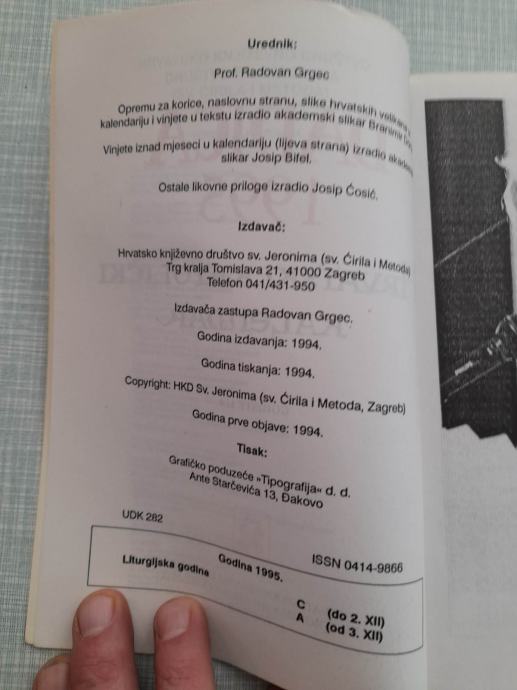 Urednik:
Prof. Radovan Grgec
Opremu za korice, naslovnu stranu, slike hrvatskih velikana u
kalendariju i vinjete u tekstu izradio akademski slikar Branimir
Vinjete iznad mjeseci u kalendariju (lijeva strana) izradio
slikar Josip Bifel.
Ostale likovne priloge izradio Josip Ćosić.
Izdavač:
Hrvatsko književno društvo sv. Jeronima (sv. Ćirila i Metoda)
Trg kralja Tomislava 21, 41000 Zagreb
Telefon 041/431-950
Izdavača zastupa Radovan Grgec.
Godina izdavanja: 1994.
Godina tiskanja: 1994.
Copyright: HKD Sv. Jeronima (sv. Ćirila i Metoda, Zagreb)
Godina prve objave: 1994.
Tisak:
Grafičko poduzeće »Tipografija« d. d.
Ante Starčevića 13, Đakovo
UDK 282
ISSN 0414-9866
Godina 1995.
Liturgijska godina
C (do 2. XII)
A (od 3. XII)